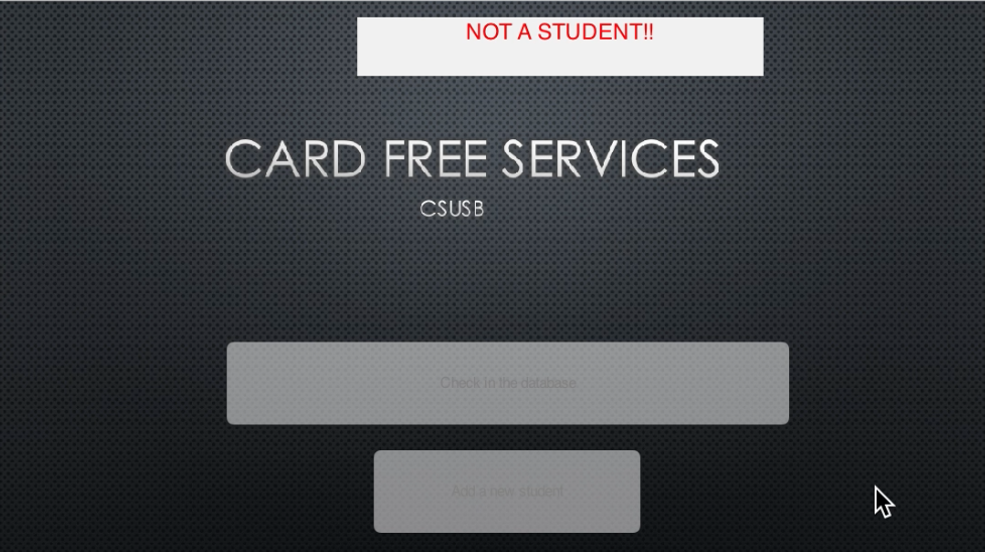 NOT A STUDENT!!
CARD FREE SERVICES
CSUSB
Check in the database
Add a new student